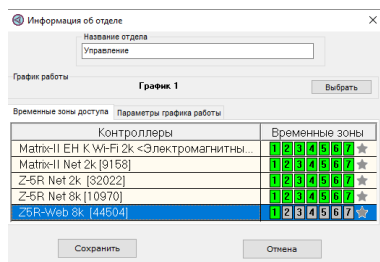 Информация об отделе
Название отдела
Управление
График работы
График 1
Выбрать
Временные зоны доступа Параметры графика работы
Контроллеры Временные зоны
Matrix-II EH K Wi-Fi 2k <Электромагнитны... 1 2 3 4 5 6 7
Matrix-II Net 2k [9158] 1 2 3 4 5 6 7
Z-5R Net 2k [32022] 1 2 3 4 5 6 7
Z-5R Net 8k [10970] 1 2 3 4 5 6 7
Z5R-Web 8k [44504] 1 2 3 4 5 6 7
Сохранить Отмена